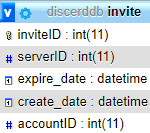 v discerddb invite
inviteID : int(11)
# serverID : int(11)
expire_date : datetime
create_date : datetime
# accountID : int(11)